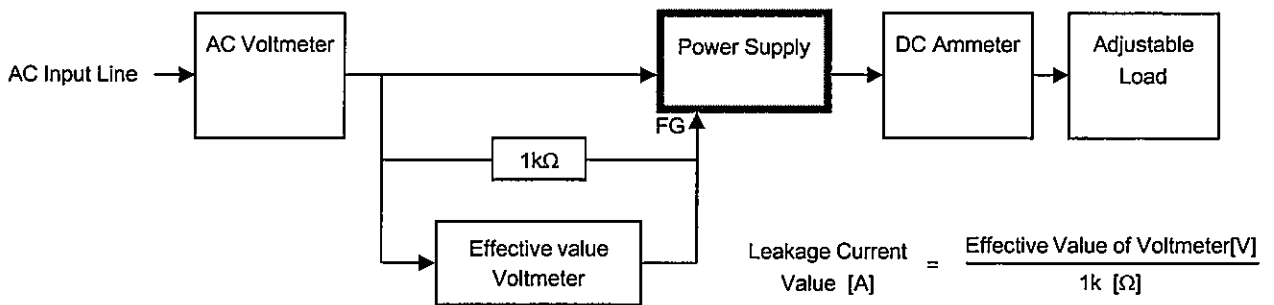 AC Voltmeter
Power Supply
DC Ammeter
Adjustable
Load
AC Input Line
FG
1kΩ
Effective value
Voltmeter
Leakage Current
Value [A]
=
Effective Value of Voltmeter[V]
1k [Ω]